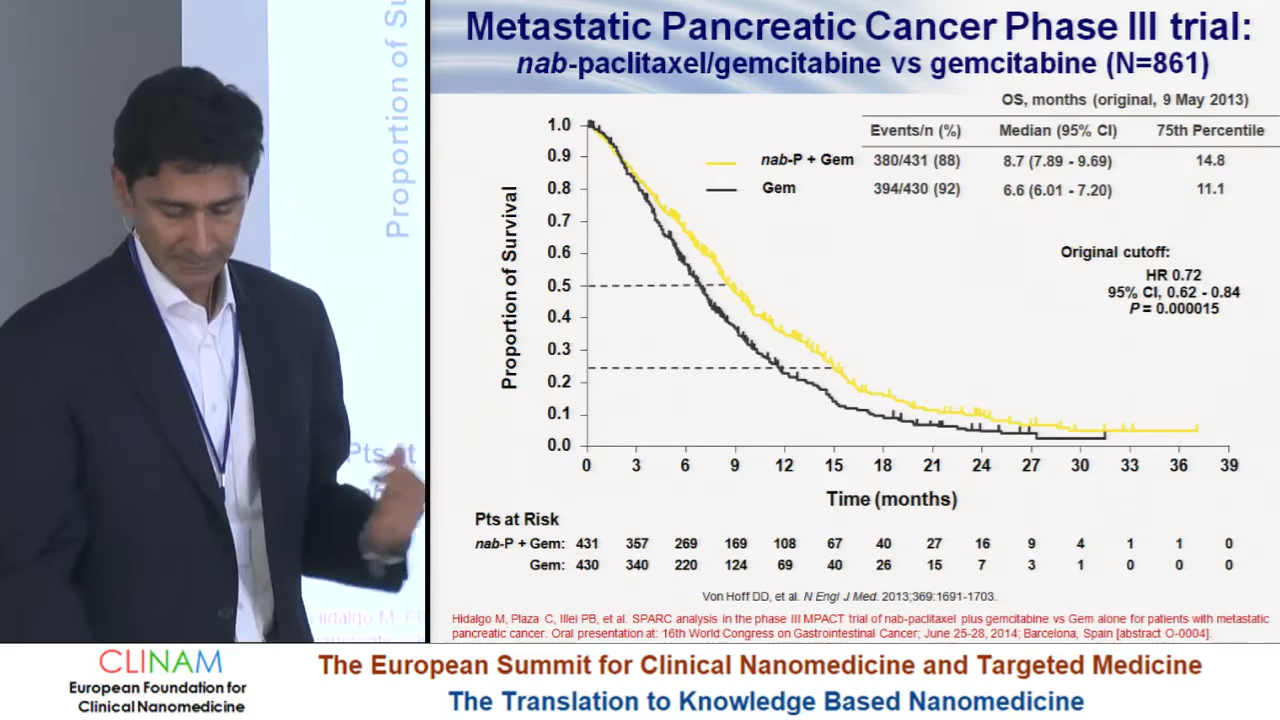 Metastatic Pancreatic Cancer Phase III trial:
nab-paclitaxel/gemcitabine vs gemcitabine (N=861)
OS, months (original, 9 May 2013)
Events/n (%) Median (95% CI) 75th Percentile
nab-P + Gem 380/431 (88) 8.7 (7.89 - 9.69) 14.8
Gem 394/430 (92) 6.6 (6.01 - 7.20) 11.1
Original cutoff:
HR 0.72
95% CI, 0.62 - 0.84
P = 0.000015
Proportion of Survival
1.0
0.9
0.8
0.7
0.6
0.5
0.4
0.3
0.2
0.1
0.0
0 3 6 9 12 15 18 21 24 27 30 33 36 39
Time (months)
Pts at Risk
nab-P + Gem: 431 357 269 169 108 67 40 27 16 9 4 1 1 0
Gem: 430 340 220 124 69 40 26 15 7 3 1 0 0 0
Von Hoff DD, et al. N Engl J Med. 2013;369:1691-1703.
Hidalgo M, Plaza C, Illei PB, et al. SPARC analysis in the phase III MPACT trial of nab-paclitaxel plus gemcitabine vs Gem alone for patients with metastatic
pancreatic cancer. Oral presentation at: 16th World Congress on Gastrointestinal Cancer; June 25-28, 2014; Barcelona, Spain [abstract O-0004].
Proportion of S
Pts at
CLINAM
European Foundation for
Clinical Nanomedicine
The European Summit for Clinical Nanomedicine and Targeted Medicine
The Translation to Knowledge Based Nanomedicine